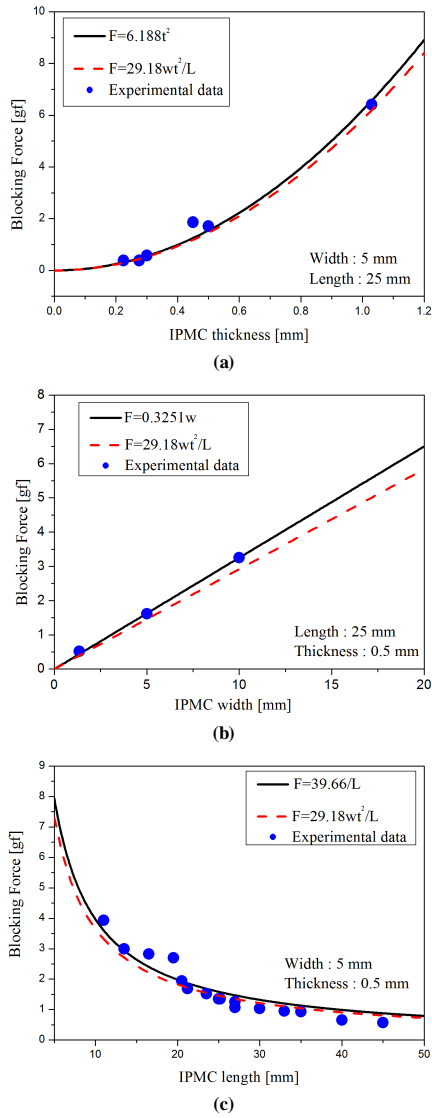 10
8
6
4
2
0
Blocking Force [gf]
F=6.188t²
F=29.18wt²/L
Experimental data
Width : 5 mm
Length : 25 mm
0.0 0.2 0.4 0.6 0.8 1.0 1.2
IPMC thickness [mm]
(a)
8
7
6
5
4
3
2
1
0
Blocking Force [gf]
F=0.3251w
F=29.18wt²/L
Experimental data
Length : 25 mm
Thickness : 0.5 mm
0 5 10 15 20
IPMC width [mm]
(b)
9
8
7
6
5
4
3
2
1
0
Blocking Force [gf]
F=39.66/L
F=29.18wt²/L
Experimental data
Width : 5 mm
Thickness : 0.5 mm
10 20 30 40 50
IPMC length [mm]
(c)